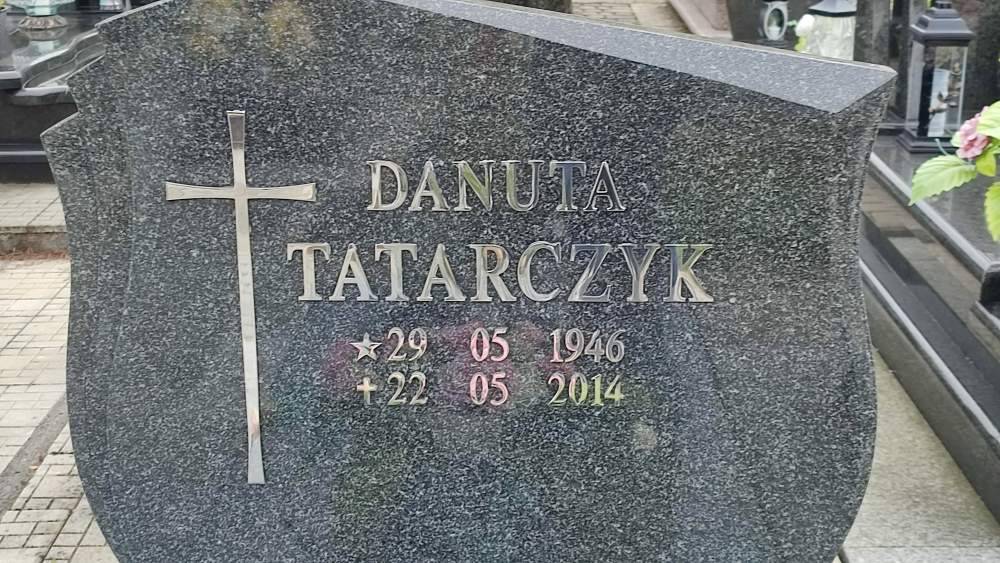 DANUTA
TATARCZYK
★29 05 1946
✝22 05 2014